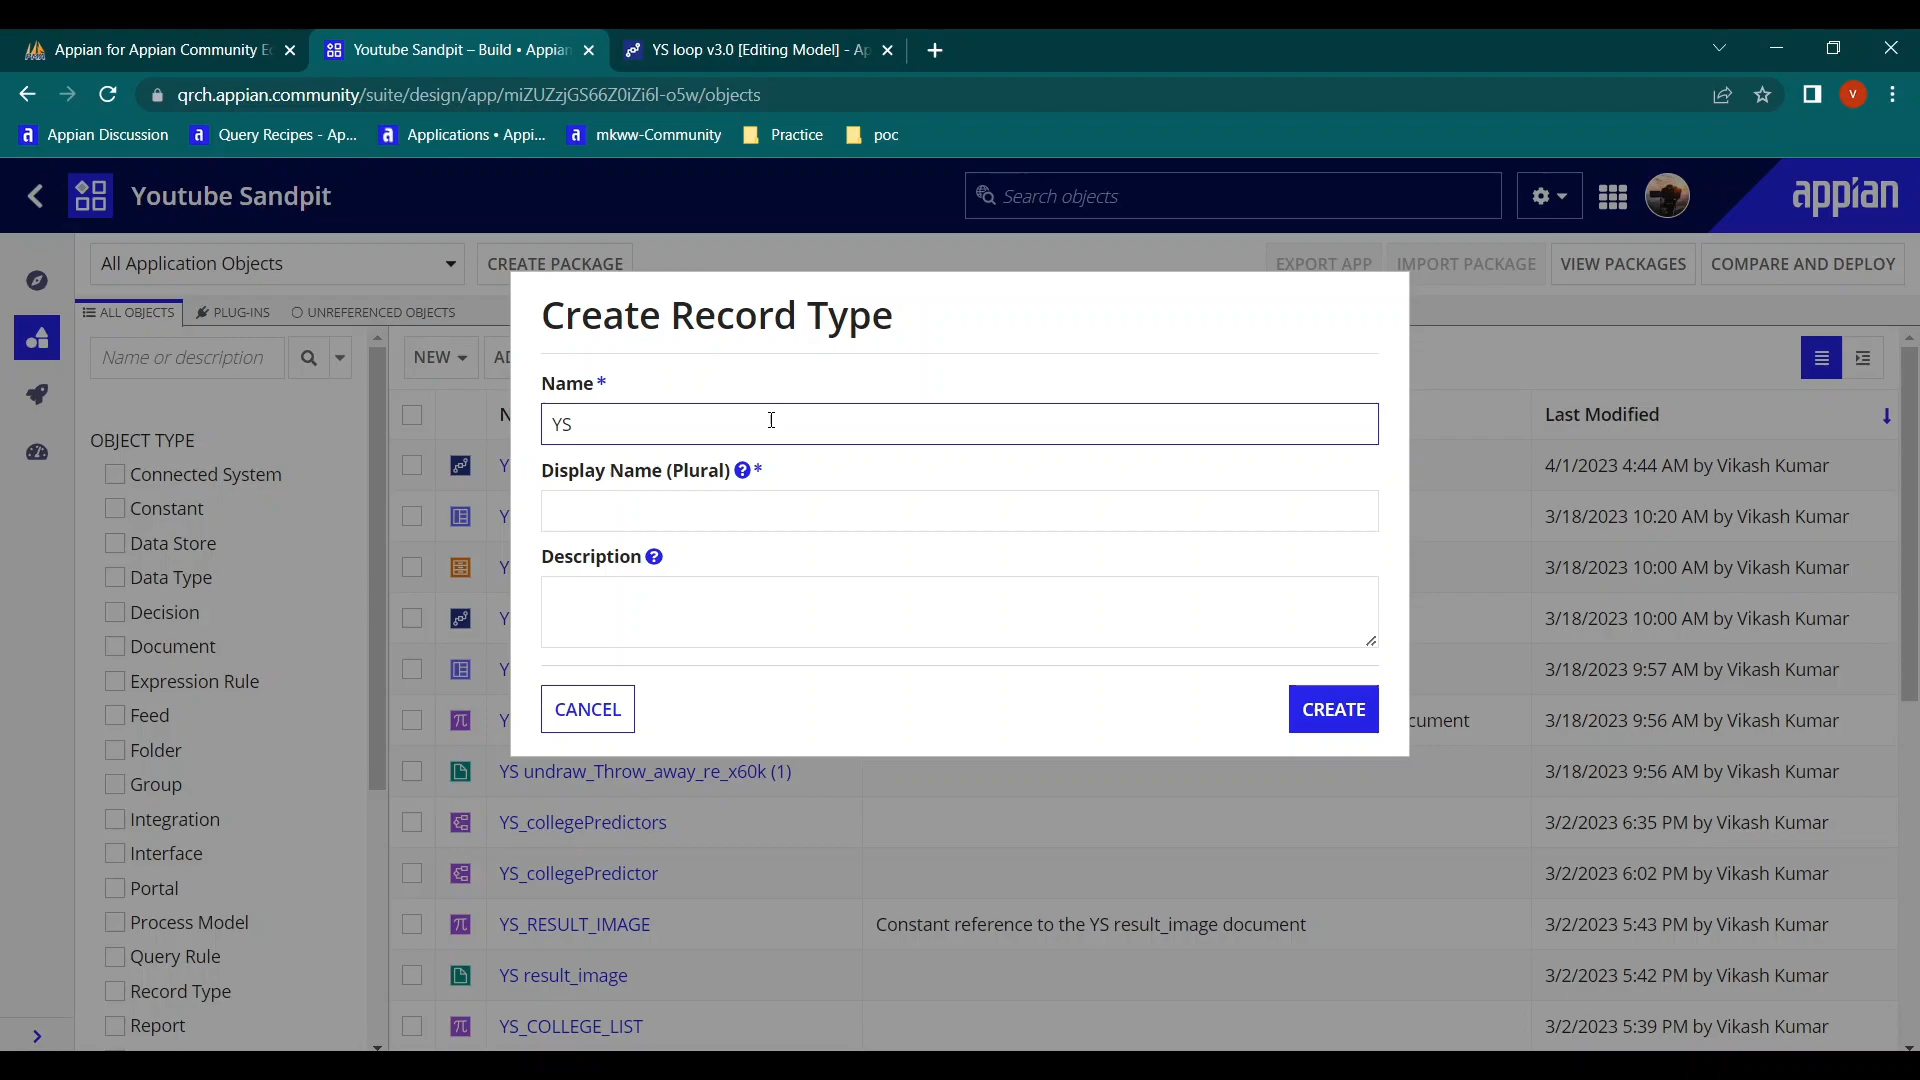 Appian for Appian Community E
Youtube Sandpit – Build • Appian
YS loop v3.0 [Editing Model] - Ap
qrch.appian.community/suite/design/app/miZUZzjGS66Z0iZi6l-o5w/objects
V
Appian Discussion
Query Recipes - Ap...
Applications • Appi...
mkww-Community
Practice
poc
Youtube Sandpit
Search objects
appian
All Application Objects
CREATE PACKAGE
EXPORT APP
IMPORT PACKAGE
VIEW PACKAGES
COMPARE AND DEPLOY
ALL OBJECTS
PLUG-INS
UNREFERENCED OBJECTS
Name or description
NEW
AD
OBJECT TYPE
Connected System
Constant
Data Store
Data Type
Decision
Document
Expression Rule
Feed
Folder
Group
Integration
Interface
Portal
Process Model
Query Rule
Record Type
Report
Create Record Type
Name *
YS
Display Name (Plural) ? *
Description ?
CANCEL
CREATE
N
Last Modified
Y
4/1/2023 4:44 AM by Vikash Kumar
Y
3/18/2023 10:20 AM by Vikash Kumar
Y
3/18/2023 10:00 AM by Vikash Kumar
Y
3/18/2023 10:00 AM by Vikash Kumar
Y
3/18/2023 9:57 AM by Vikash Kumar
Y
cument
3/18/2023 9:56 AM by Vikash Kumar
YS undraw_Throw_away_re_x60k (1)
3/18/2023 9:56 AM by Vikash Kumar
YS_collegePredictors
3/2/2023 6:35 PM by Vikash Kumar
YS_collegePredictor
3/2/2023 6:02 PM by Vikash Kumar
YS_RESULT_IMAGE
Constant reference to the YS result_image document
3/2/2023 5:43 PM by Vikash Kumar
YS result_image
3/2/2023 5:42 PM by Vikash Kumar
YS_COLLEGE_LIST
3/2/2023 5:39 PM by Vikash Kumar